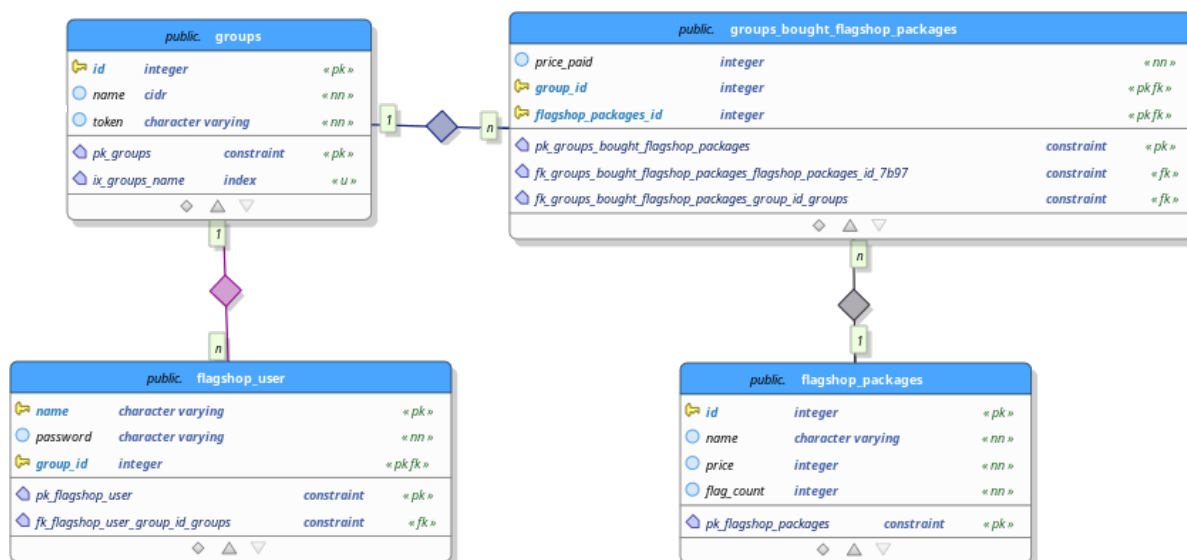 public. groups
id integer «pk»
name cidr «nn»
token character varying «nn»
pk_groups constraint «pk»
ix_groups_name index «u»
1
n
public. groups_bought_flagshop_packages
price_paid integer «nn»
group_id integer «pk fk»
flagshop_packages_id integer «pk fk»
pk_groups_bought_flagshop_packages constraint «pk»
fk_groups_bought_flagshop_packages_flagshop_packages_id_7b97 constraint «fk»
fk_groups_bought_flagshop_packages_group_id_groups constraint «fk»
1
n
n
1
public. flagshop_user
name character varying «pk»
password character varying «nn»
group_id integer «pk fk»
pk_flagshop_user constraint «pk»
fk_flagshop_user_group_id_groups constraint «fk»
public. flagshop_packages
id integer «pk»
name character varying «nn»
price integer «nn»
flag_count integer «nn»
pk_flagshop_packages constraint «pk»